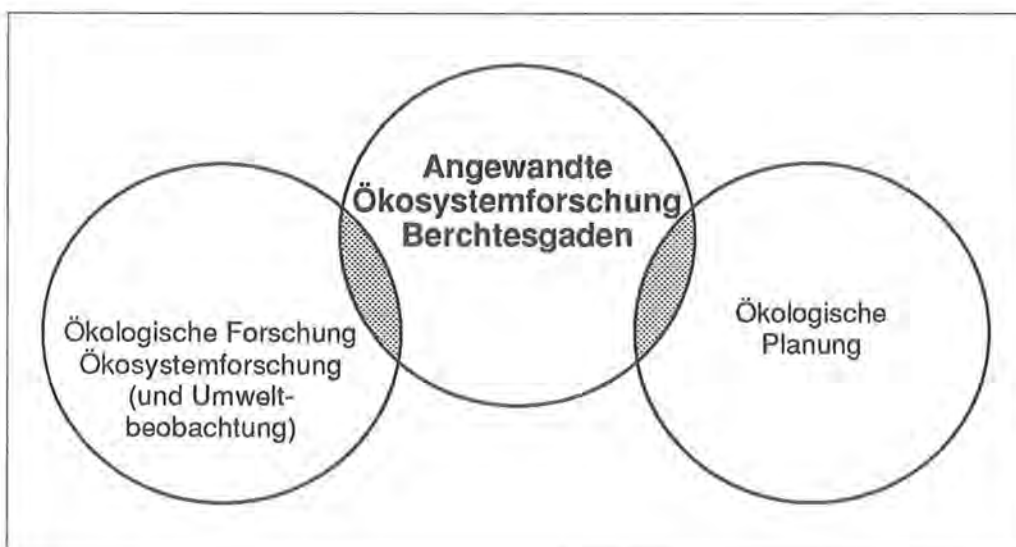 Angewandte
Ökosystemforschung
Berchtesgaden
Ökologische Forschung
Ökosystemforschung
(und Umwelt-
beobachtung)
Ökologische
Planung